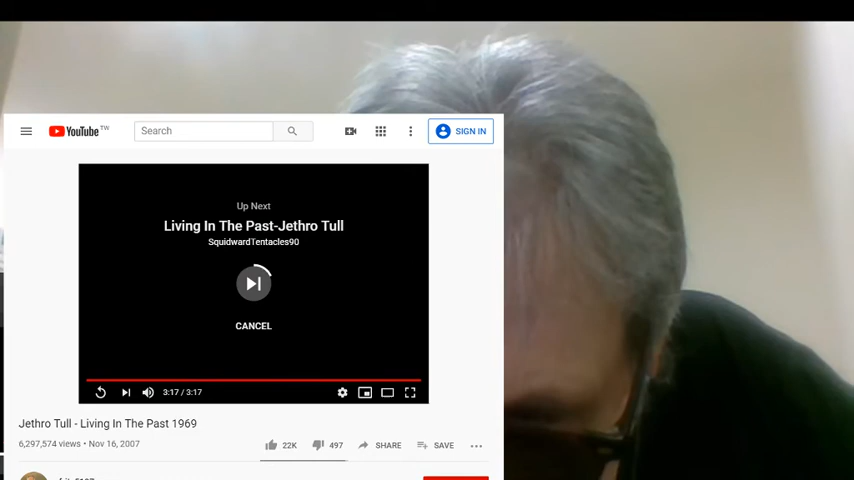 YouTube TW
Search
SIGN IN
Up Next
Living In The Past-Jethro Tull
SquidwardTentacles90
CANCEL
3:17 / 3:17
Jethro Tull - Living In The Past 1969
6,297,574 views • Nov 16, 2007
22K
497
SHARE
SAVE